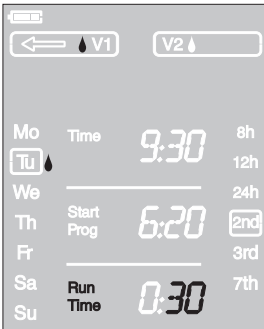 V1 V2
Mo Time 9:30 8h
Tu 12h
We 24h
Th Start Prog 6:20 2nd
Fr 3rd
Sa Run Time 0:30 7th
Su